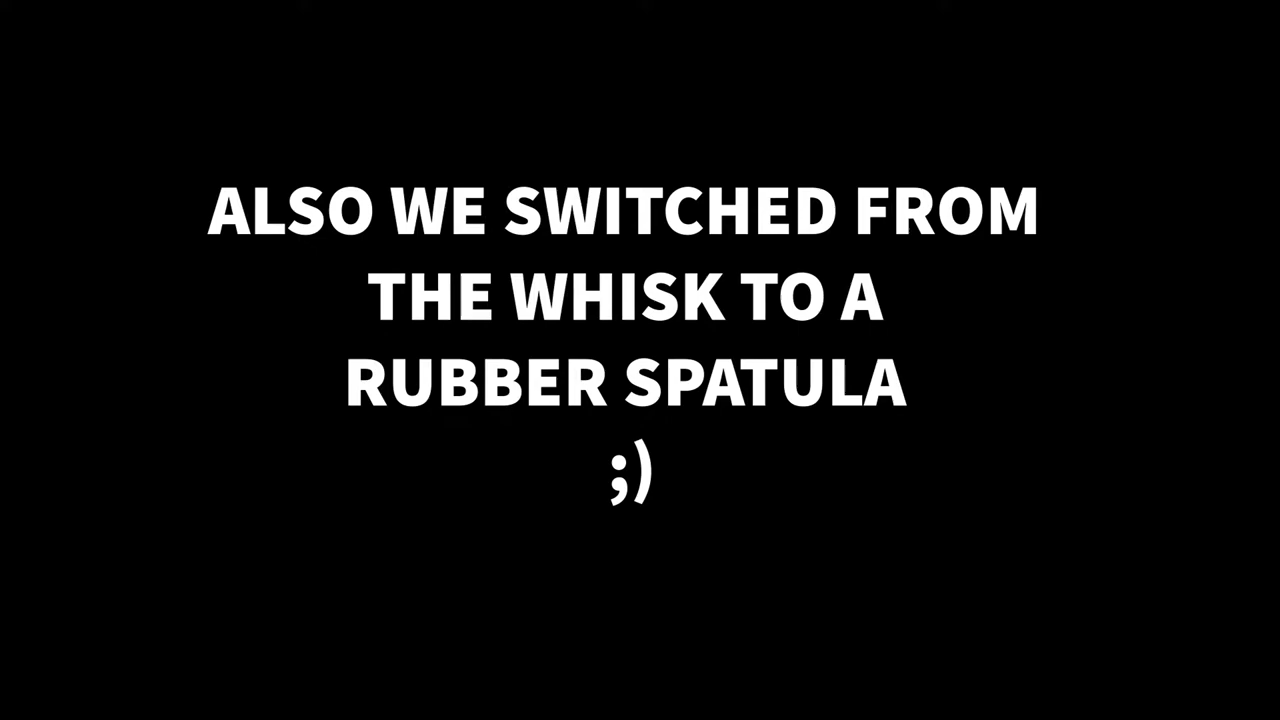 ALSO WE SWITCHED FROM
THE WHISK TO A
RUBBER SPATULA
;)